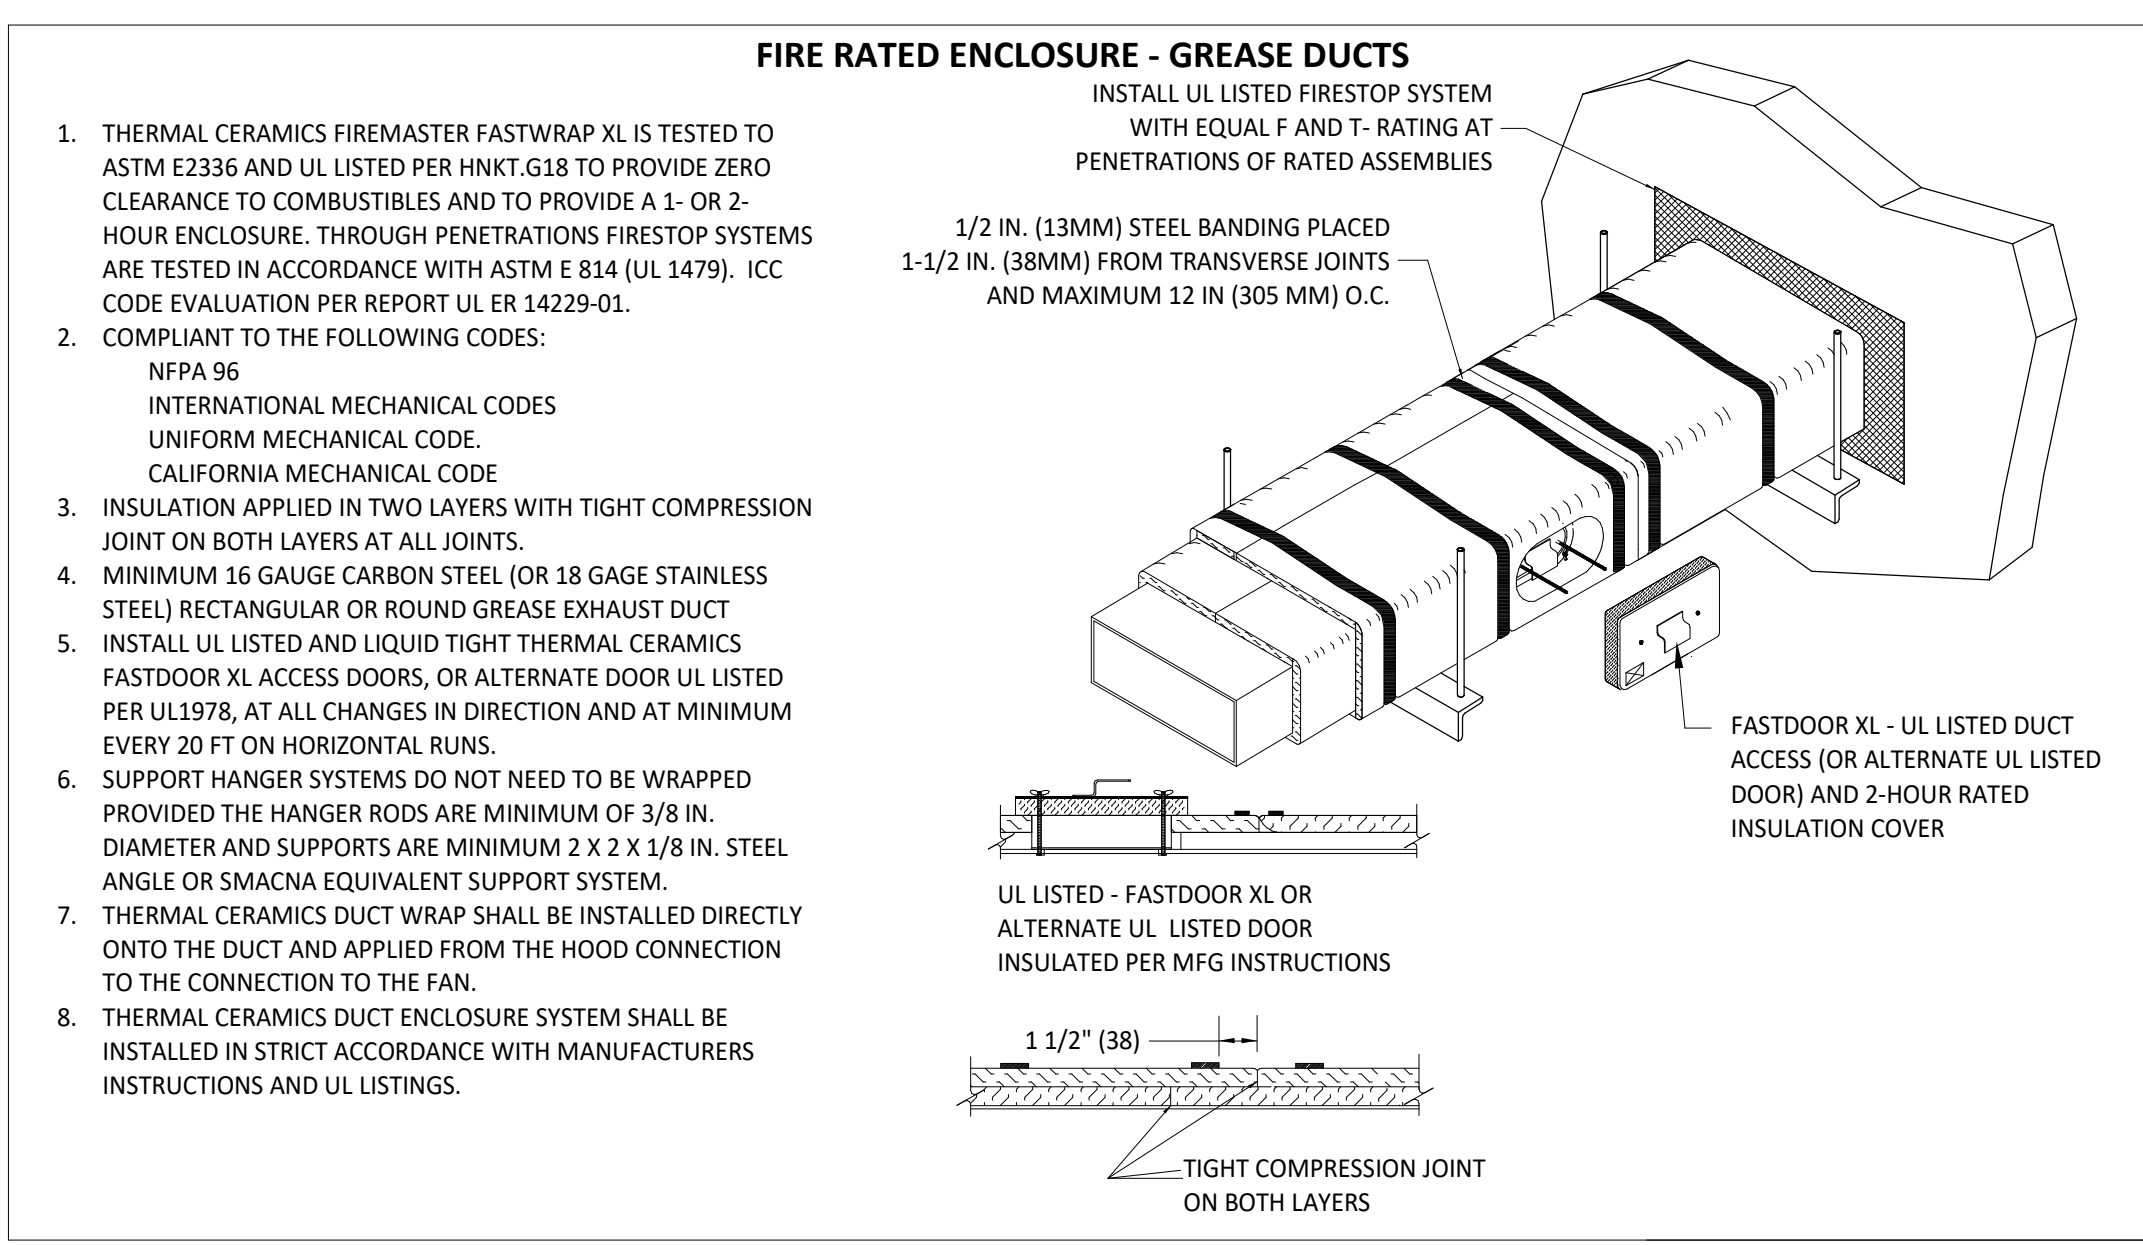 FIRE RATED ENCLOSURE - GREASE DUCTS
1. THERMAL CERAMICS FIREMASTER FASTWRAP XL IS TESTED TO
ASTM E2336 AND UL LISTED PER HNKT.G18 TO PROVIDE ZERO
CLEARANCE TO COMBUSTIBLES AND TO PROVIDE A 1- OR 2-
HOUR ENCLOSURE. THROUGH PENETRATIONS FIRESTOP SYSTEMS
ARE TESTED IN ACCORDANCE WITH ASTM E 814 (UL 1479). ICC
CODE EVALUATION PER REPORT UL ER 14229-01.
2. COMPLIANT TO THE FOLLOWING CODES:
NFPA 96
INTERNATIONAL MECHANICAL CODES
UNIFORM MECHANICAL CODE.
CALIFORNIA MECHANICAL CODE
3. INSULATION APPLIED IN TWO LAYERS WITH TIGHT COMPRESSION
JOINT ON BOTH LAYERS AT ALL JOINTS.
4. MINIMUM 16 GAUGE CARBON STEEL (OR 18 GAGE STAINLESS
STEEL) RECTANGULAR OR ROUND GREASE EXHAUST DUCT
5. INSTALL UL LISTED AND LIQUID TIGHT THERMAL CERAMICS
FASTDOOR XL ACCESS DOORS, OR ALTERNATE DOOR UL LISTED
PER UL1978, AT ALL CHANGES IN DIRECTION AND AT MINIMUM
EVERY 20 FT ON HORIZONTAL RUNS.
6. SUPPORT HANGER SYSTEMS DO NOT NEED TO BE WRAPPED
PROVIDED THE HANGER RODS ARE MINIMUM OF 3/8 IN.
DIAMETER AND SUPPORTS ARE MINIMUM 2 X 2 X 1/8 IN. STEEL
ANGLE OR SMACNA EQUIVALENT SUPPORT SYSTEM.
7. THERMAL CERAMICS DUCT WRAP SHALL BE INSTALLED DIRECTLY
ONTO THE DUCT AND APPLIED FROM THE HOOD CONNECTION
TO THE CONNECTION TO THE FAN.
8. THERMAL CERAMICS DUCT ENCLOSURE SYSTEM SHALL BE
INSTALLED IN STRICT ACCORDANCE WITH MANUFACTURERS
INSTRUCTIONS AND UL LISTINGS.
INSTALL UL LISTED FIRESTOP SYSTEM
WITH EQUAL F AND T- RATING AT
PENETRATIONS OF RATED ASSEMBLIES
1/2 IN. (13MM) STEEL BANDING PLACED
1-1/2 IN. (38MM) FROM TRANSVERSE JOINTS
AND MAXIMUM 12 IN (305 MM) O.C.
FASTDOOR XL - UL LISTED DUCT
ACCESS (OR ALTERNATE UL LISTED
DOOR) AND 2-HOUR RATED
INSULATION COVER
UL LISTED - FASTDOOR XL OR
ALTERNATE UL LISTED DOOR
INSULATED PER MFG INSTRUCTIONS
1 1/2" (38)
TIGHT COMPRESSION JOINT
ON BOTH LAYERS